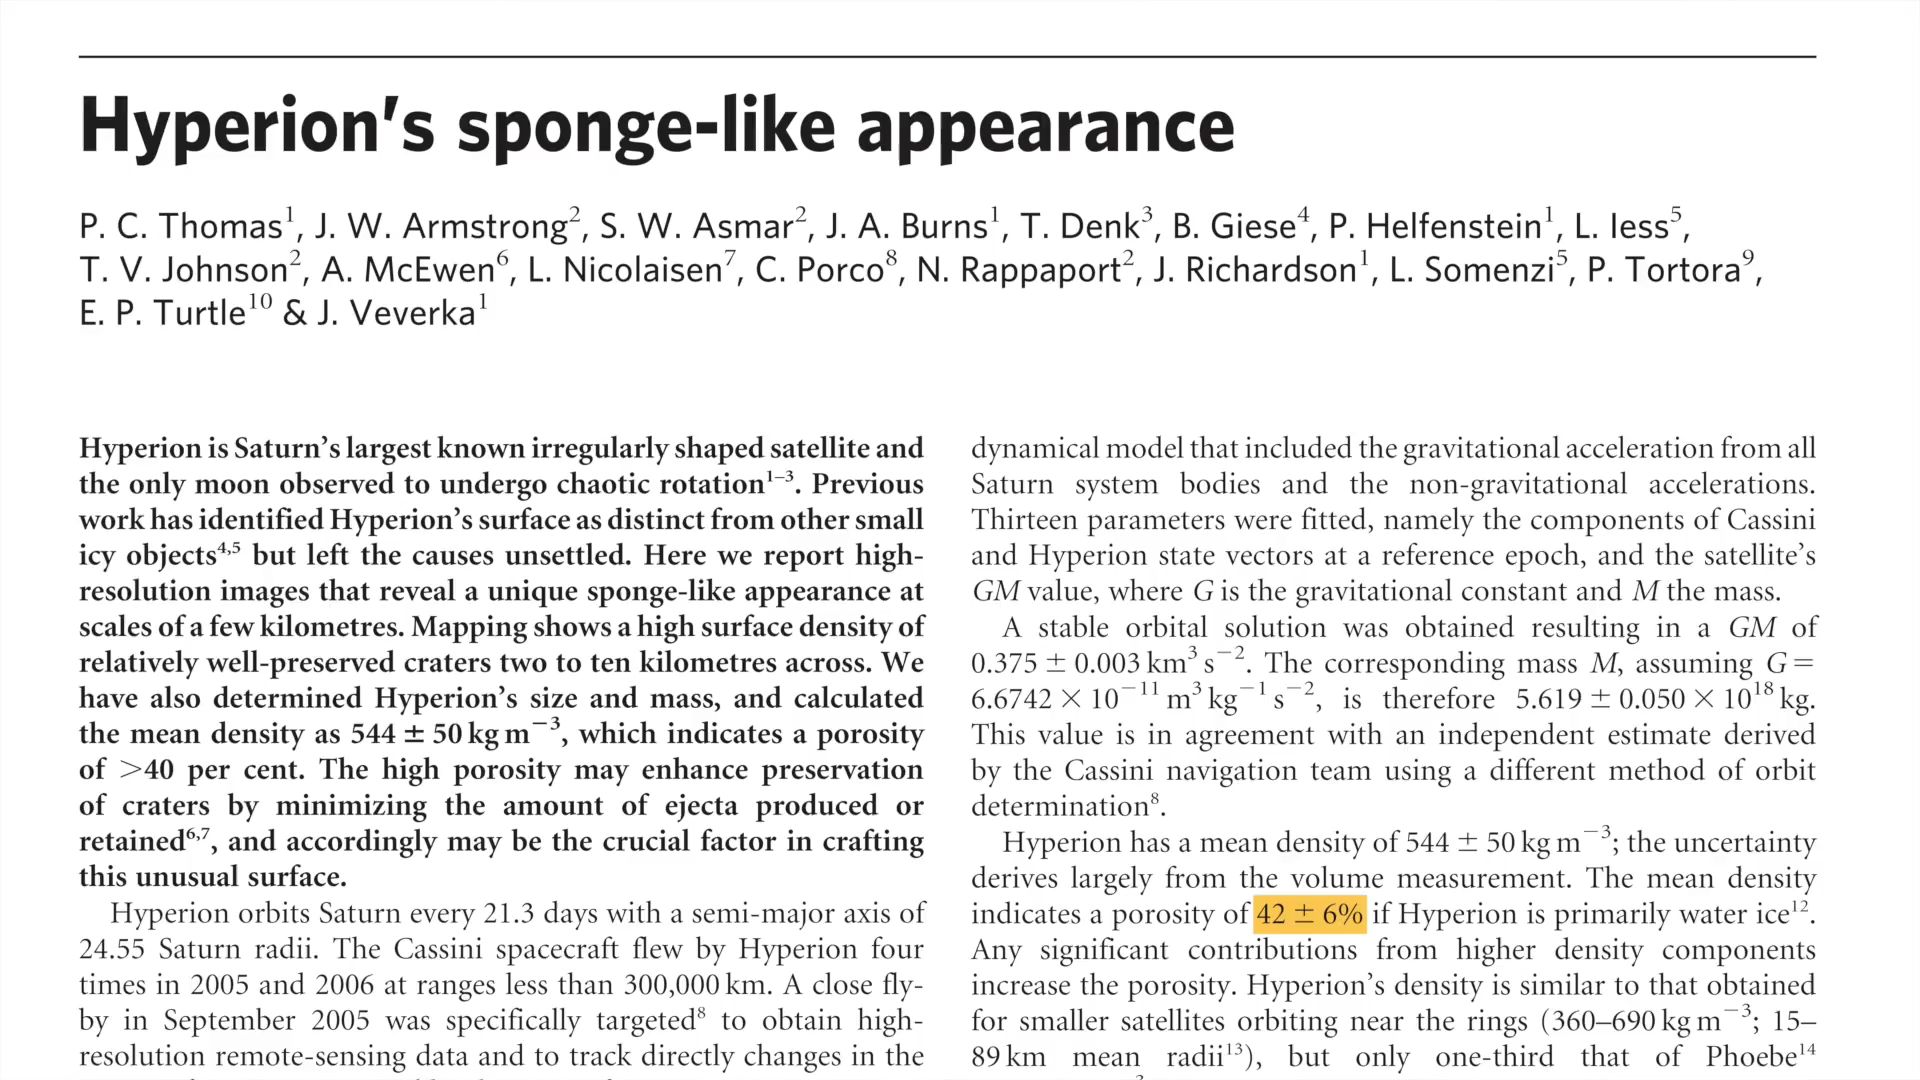 Hyperion's sponge-like appearance
P. C. Thomas¹, J. W. Armstrong², S. W. Asmar², J. A. Burns¹, T. Denk³, B. Giese⁴, P. Helfenstein¹, L. Iess⁵,
T. V. Johnson², A. McEwen⁶, L. Nicolaisen⁷, C. Porco⁸, N. Rappaport², J. Richardson¹, L. Somenzi⁵, P. Tortora⁹,
E. P. Turtle¹⁰ & J. Veverka¹
Hyperion is Saturn's largest known irregularly shaped satellite and
the only moon observed to undergo chaotic rotation¹⁻³. Previous
work has identified Hyperion's surface as distinct from other small
icy objects⁴,⁵ but left the causes unsettled. Here we report high-
resolution images that reveal a unique sponge-like appearance at
scales of a few kilometres. Mapping shows a high surface density of
relatively well-preserved craters two to ten kilometres across. We
have also determined Hyperion's size and mass, and calculated
the mean density as 544 ± 50 kg m⁻³, which indicates a porosity
of >40 per cent. The high porosity may enhance preservation
of craters by minimizing the amount of ejecta produced or
retained⁶,⁷, and accordingly may be the crucial factor in crafting
this unusual surface.
Hyperion orbits Saturn every 21.3 days with a semi-major axis of
24.55 Saturn radii. The Cassini spacecraft flew by Hyperion four
times in 2005 and 2006 at ranges less than 300,000 km. A close fly-
by in September 2005 was specifically targeted⁸ to obtain high-
resolution remote-sensing data and to track directly changes in the
dynamical model that included the gravitational acceleration from all
Saturn system bodies and the non-gravitational accelerations.
Thirteen parameters were fitted, namely the components of Cassini
and Hyperion state vectors at a reference epoch, and the satellite's
GM value, where G is the gravitational constant and M the mass.
A stable orbital solution was obtained resulting in a GM of
0.375 ± 0.003 km³ s⁻². The corresponding mass M, assuming G =
6.6742 × 10⁻¹¹ m³ kg⁻¹ s⁻², is therefore 5.619 ± 0.050 × 10¹⁸ kg.
This value is in agreement with an independent estimate derived
by the Cassini navigation team using a different method of orbit
determination⁸.
Hyperion has a mean density of 544 ± 50 kg m⁻³; the uncertainty
derives largely from the volume measurement. The mean density
indicates a porosity of 42 ± 6% if Hyperion is primarily water ice¹².
Any significant contributions from higher density components
increase the porosity. Hyperion's density is similar to that obtained
for smaller satellites orbiting near the rings (360–690 kg m⁻³; 15–
89 km mean radii¹³), but only one-third that of Phoebe¹⁴